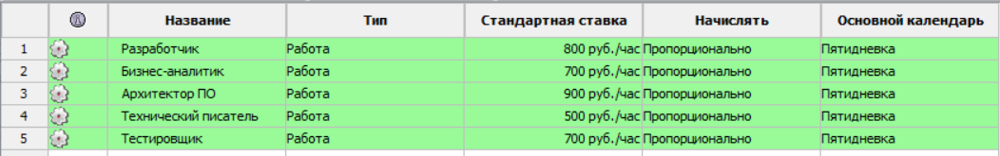 Название Тип Стандартная ставка Начислять Основной календарь
1 Разработчик Работа 800 руб./час Пропорционально Пятидневка
2 Бизнес-аналитик Работа 700 руб./час Пропорционально Пятидневка
3 Архитектор ПО Работа 900 руб./час Пропорционально Пятидневка
4 Технический писатель Работа 500 руб./час Пропорционально Пятидневка
5 Тестировщик Работа 700 руб./час Пропорционально Пятидневка